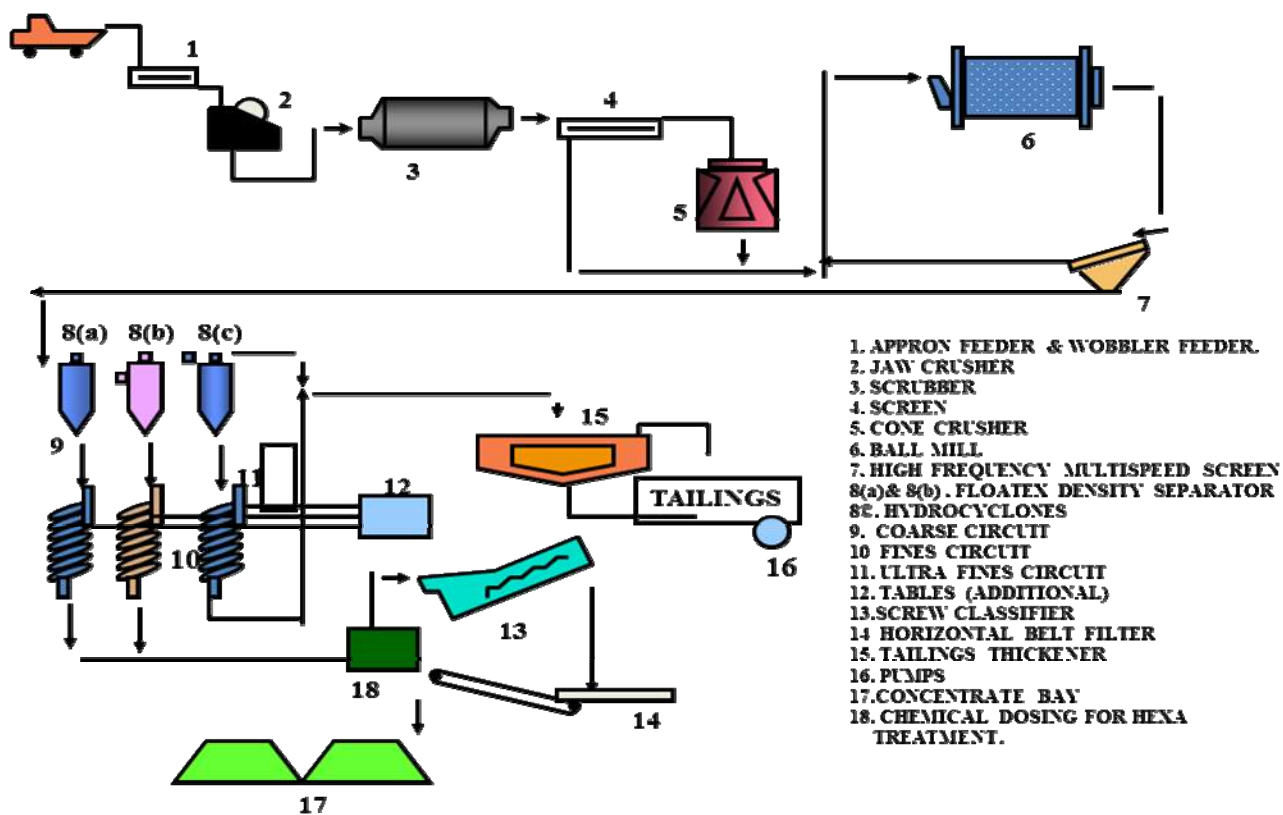 1
2
3
4
5
6
7
8(a) 8(b) 8(c)
9
10
11
12
13
14
15
TAILINGS
16
17
18
1. APPRON FEEDER & WOBBLER FEEDER.
2. JAW CRUSHER
3. SCRUBBER
4. SCREEN
5. CONE CRUSHER
6. BALL MILL
7. HIGH FREQUENCY MULTISPEED SCREEN
8(a)& 8(b) . FLOATEX DENSITY SEPARATOR
8C. HYDROCYCLONES
9. COARSE CIRCUIT
10 FINES CIRCUIT
11. ULTRA FINES CIRCUIT
12. TABLES (ADDITIONAL)
13.SCREW CLASSIFIER
14 HORIZONTAL BELT FILTER
15. TAILINGS THICKENER
16. PUMPS
17.CONCENTRATE BAY
18. CHEMICAL DOSING FOR HEXA
TREATMENT.